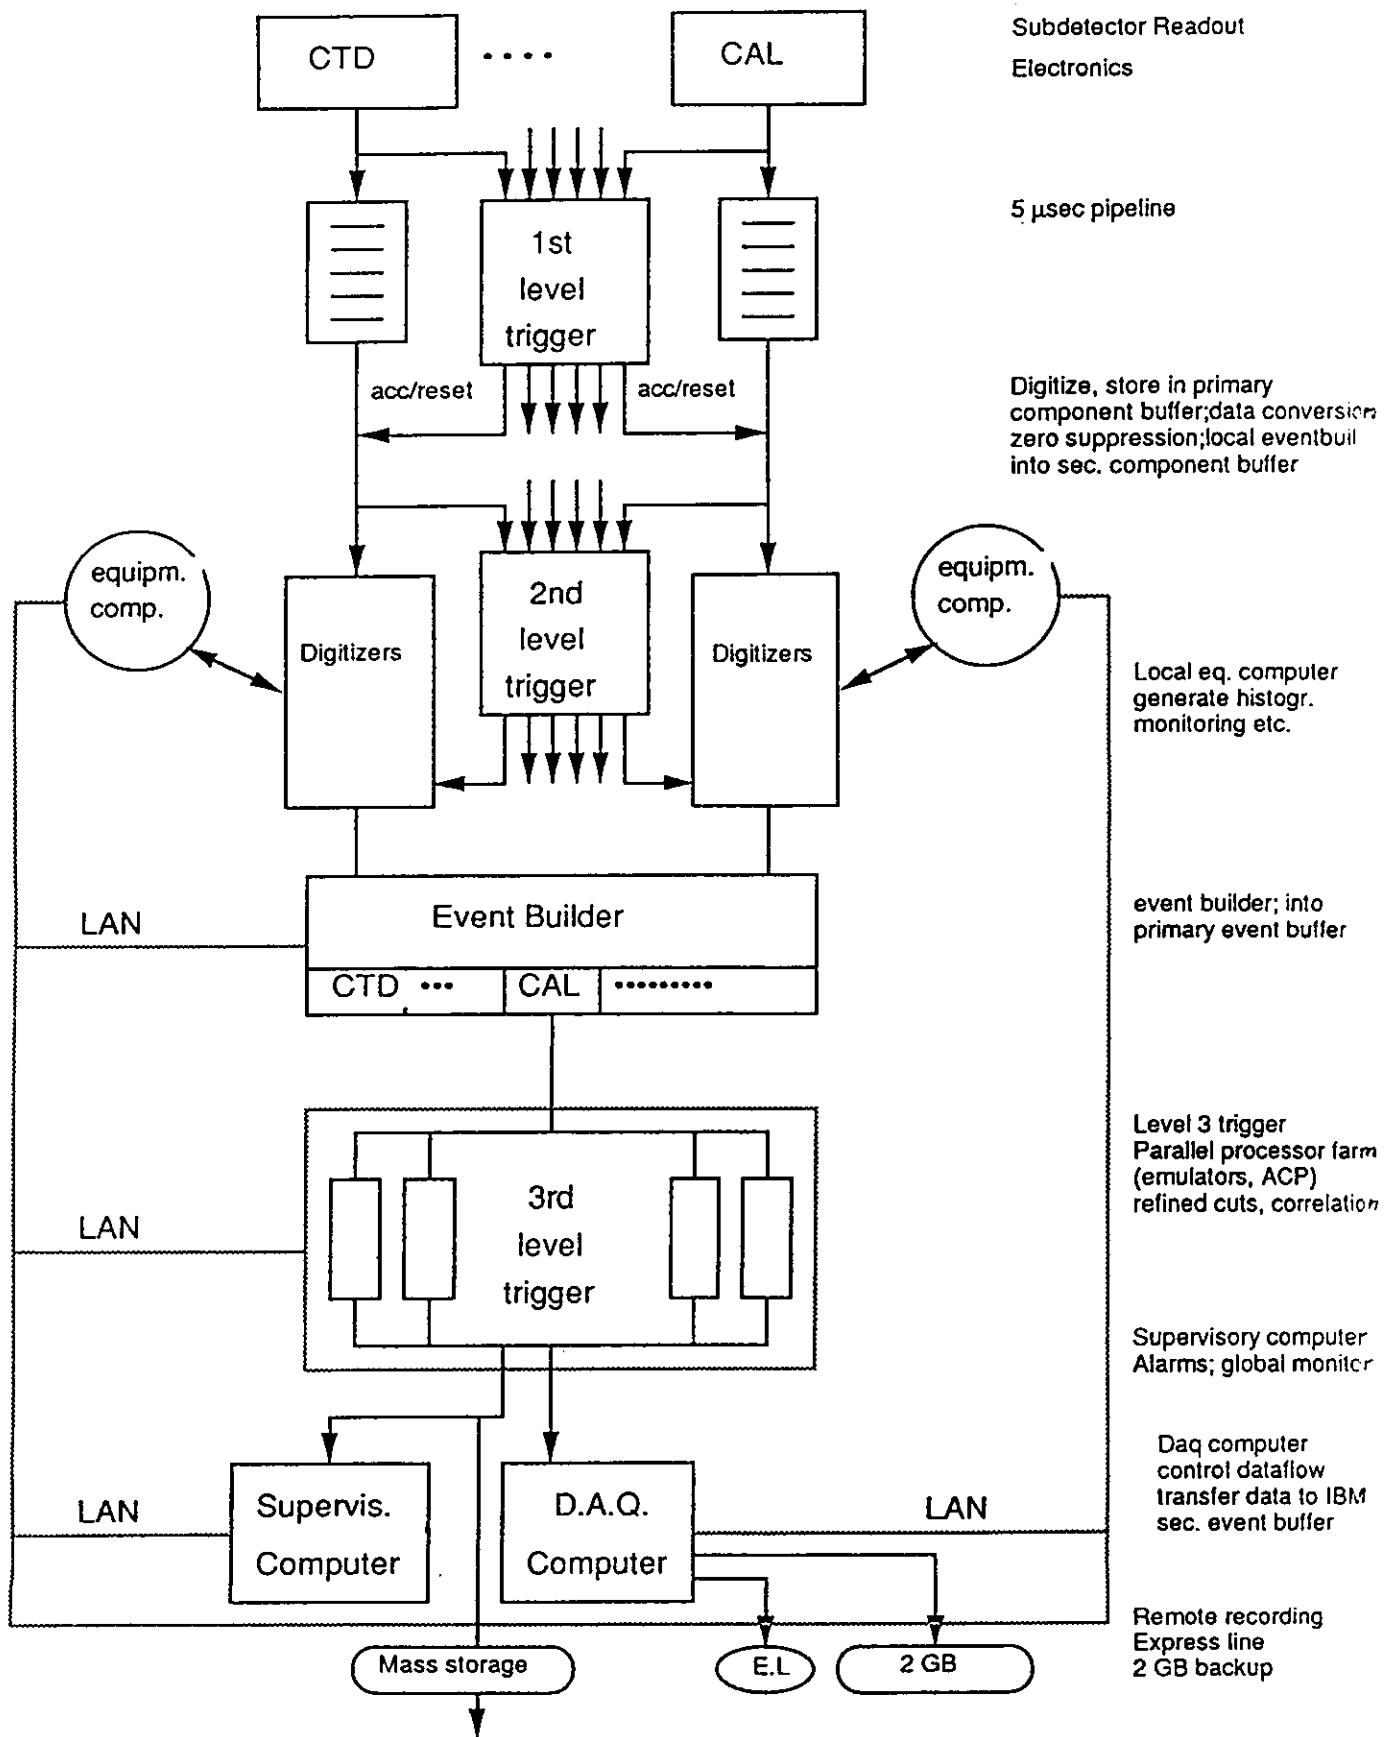 CTD
CAL
Subdetector Readout
Electronics
1st
level
trigger
5 µsec pipeline
acc/reset
acc/reset
Digitize, store in primary
component buffer;data conversion
zero suppression;local eventbuil
into sec. component buffer
equipm.
comp.
Digitizers
2nd
level
trigger
Digitizers
equipm.
comp.
Local eq. computer
generate histogr.
monitoring etc.
LAN
Event Builder
event builder; into
primary event buffer
CTD ...
CAL .........
Level 3 trigger
Parallel processor farm
(emulators, ACP)
refined cuts, correlation
LAN
3rd
level
trigger
Supervisory computer
Alarms; global monitor
LAN
Supervis.
Computer
D.A.Q.
Computer
LAN
Daq computer
control dataflow
transfer data to IBM
sec. event buffer
Mass storage
E.L
2 GB
Remote recording
Express line
2 GB backup